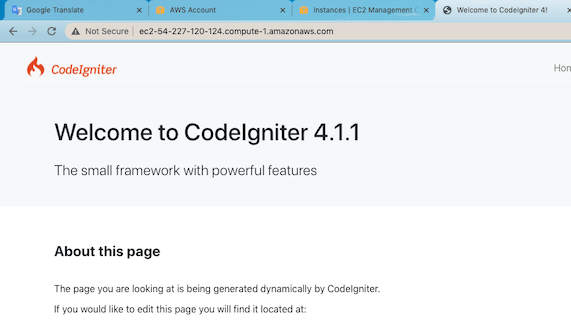 Google Translate
AWS Account
Instances | EC2 Management
Welcome to CodeIgniter 4!
Not Secure | ec2-54-227-120-124.compute-1.amazonaws.com
CodeIgniter
Welcome to CodeIgniter 4.1.1
The small framework with powerful features
About this page
The page you are looking at is being generated dynamically by CodeIgniter.
If you would like to edit this page you will find it located at: